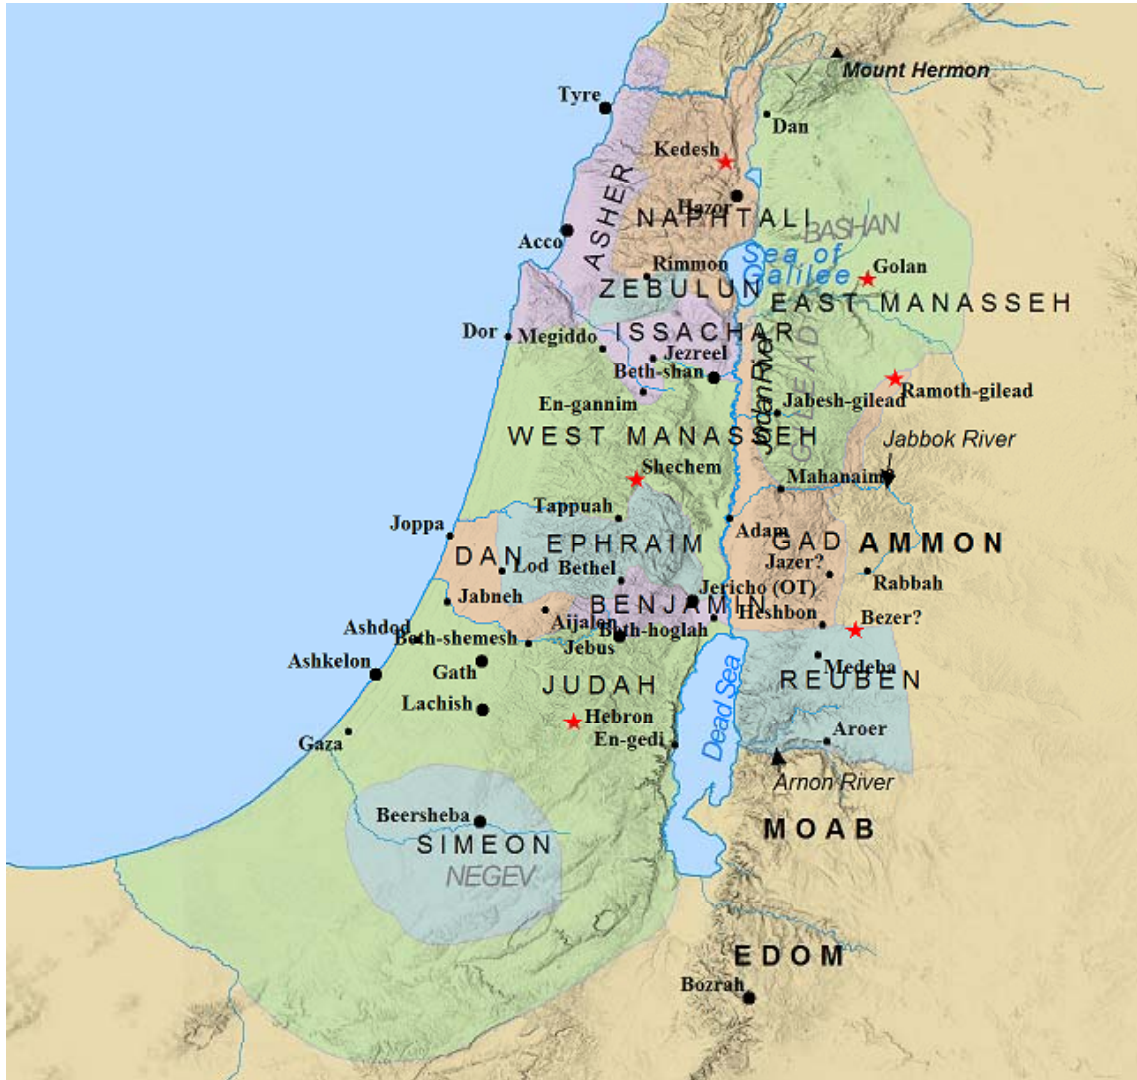 Mount Hermon
Tyre
Dan
Kedesh
ASHER
Hazor
NAPHTALI
BASHAN
Acco
Sea of
Galilee
Rimmon
Golan
ZEBULUN
EAST MANASSEH
Dor
Megiddo
ISSACHAR
Jezreel
Beth-shan
Jordan River
GILEAD
Ramoth-gilead
En-gannim
Jabesh-gilead
WEST MANASSEH
Jabbok River
Shechem
Mahanaim?
Tappuah
Joppa
Adam
DAN
EPHRAIM
GAD
AMMON
Lod
Bethel
Jazer?
Rabbah
Jericho (OT)
Jabneh
BENJAMIN
Heshbon
Bezer?
Aijalon
Ashdod
Beth-shemesh
Beth-hoglah
Jebus
Ashkelon
Gath
Medeba
JUDAH
REUBEN
Dead Sea
Lachish
Hebron
En-gedi
Gaza
Aroer
Arnon River
Beersheba
MOAB
SIMEON
NEGEV
EDOM
Bozrah